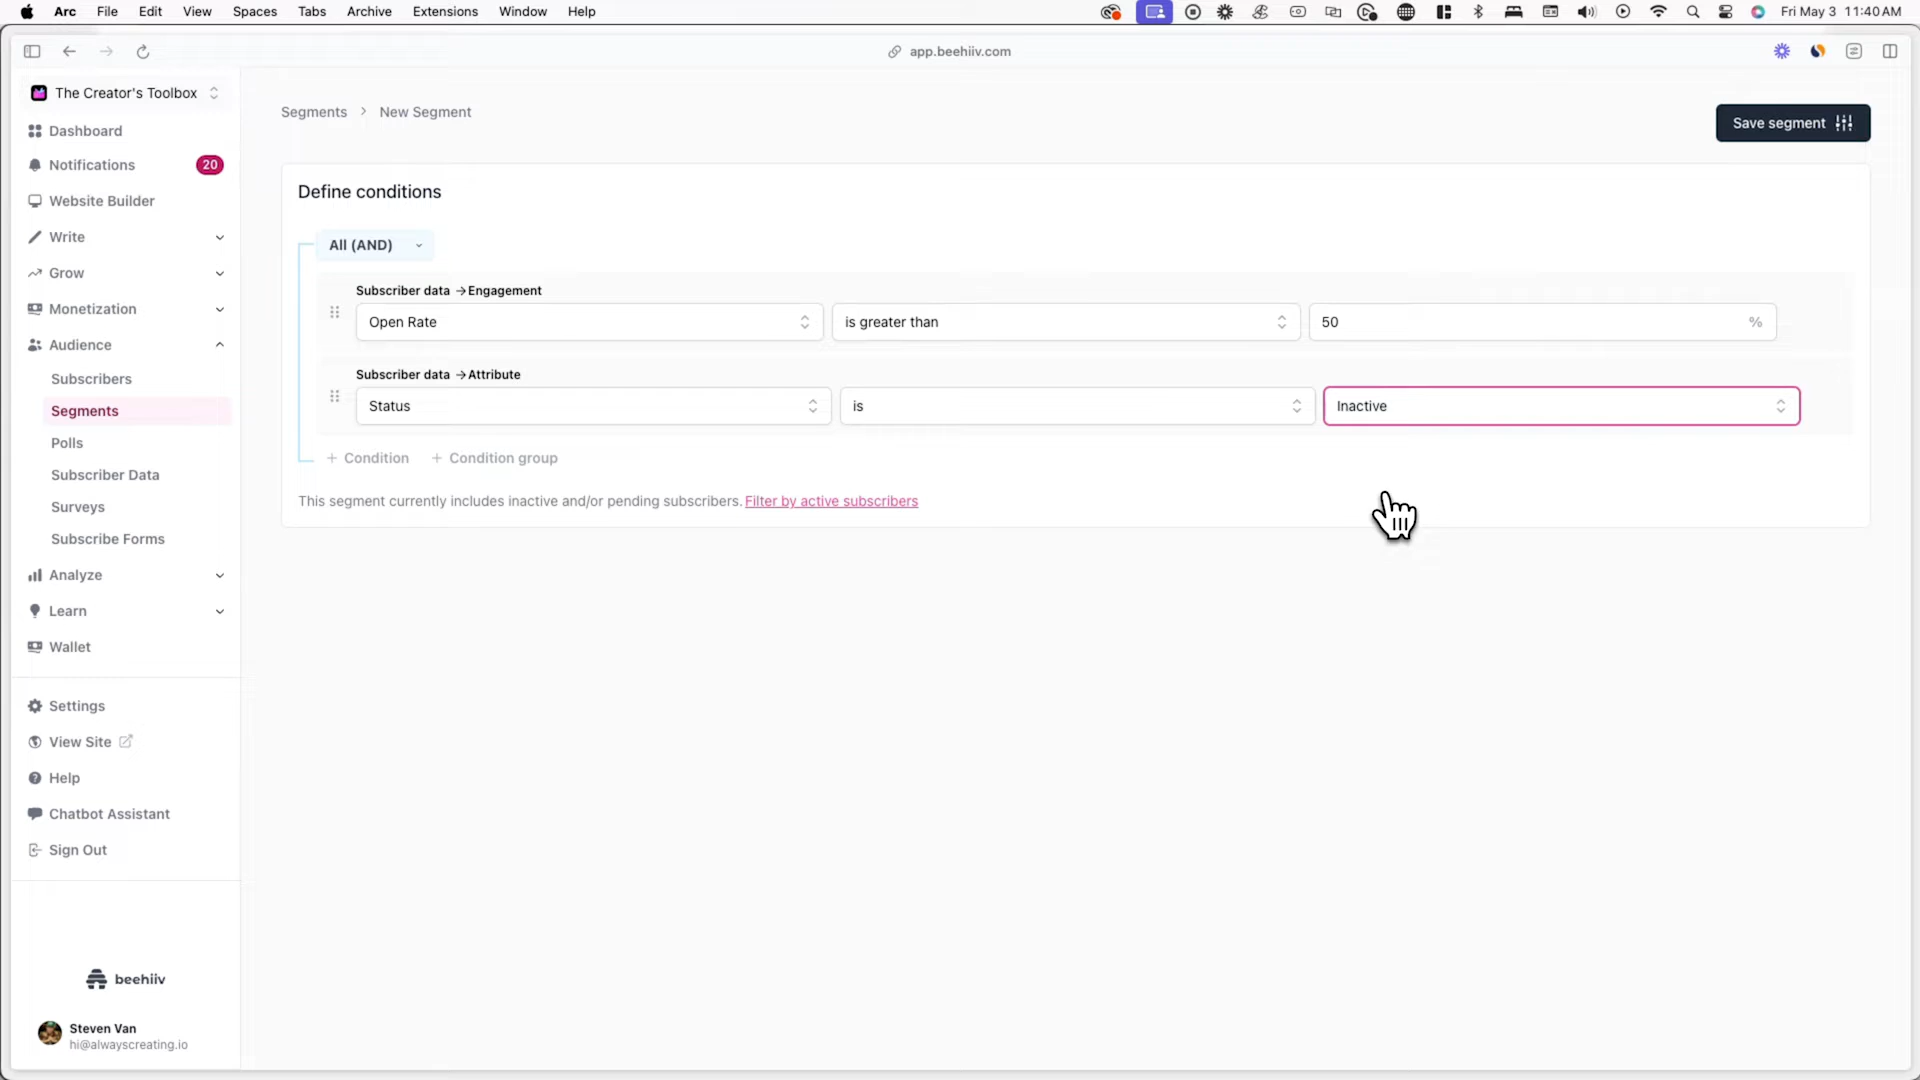 Arc File Edit View Spaces Tabs Archive Extensions Window Help Fri May 3 11:40 AM
app.beehiiv.com
The Creator's Toolbox
Dashboard
Notifications 20
Website Builder
Write
Grow
Monetization
Audience
Subscribers
Segments
Polls
Subscriber Data
Surveys
Subscribe Forms
Analyze
Learn
Wallet
Settings
View Site
Help
Chatbot Assistant
Sign Out
beehiiv
Steven Van
hi@alwayscreating.io
Segments > New Segment
Save segment
Define conditions
All (AND)
Subscriber data → Engagement
Open Rate is greater than 50 %
Subscriber data → Attribute
Status is Inactive
+ Condition + Condition group
This segment currently includes inactive and/or pending subscribers. Filter by active subscribers